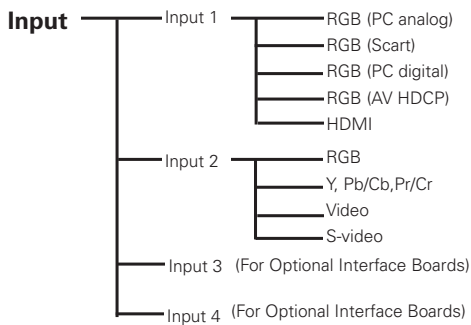 Input
Input 1
RGB (PC analog)
RGB (Scart)
RGB (PC digital)
RGB (AV HDCP)
HDMI
Input 2
RGB
Y, Pb/Cb,Pr/Cr
Video
S-video
Input 3 (For Optional Interface Boards)
Input 4 (For Optional Interface Boards)